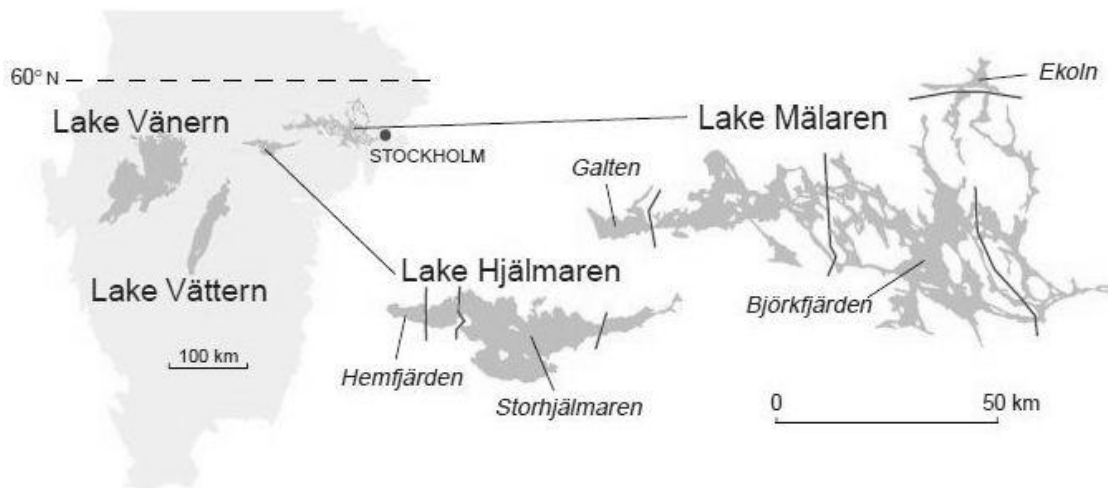 60° N
Lake Vänern
STOCKHOLM
Lake Vättern
100 km
Lake Hjälmaren
Hemfjärden
Storhjälmaren
Lake Mälaren
Ekoln
Galten
Björkfjärden
0 50 km